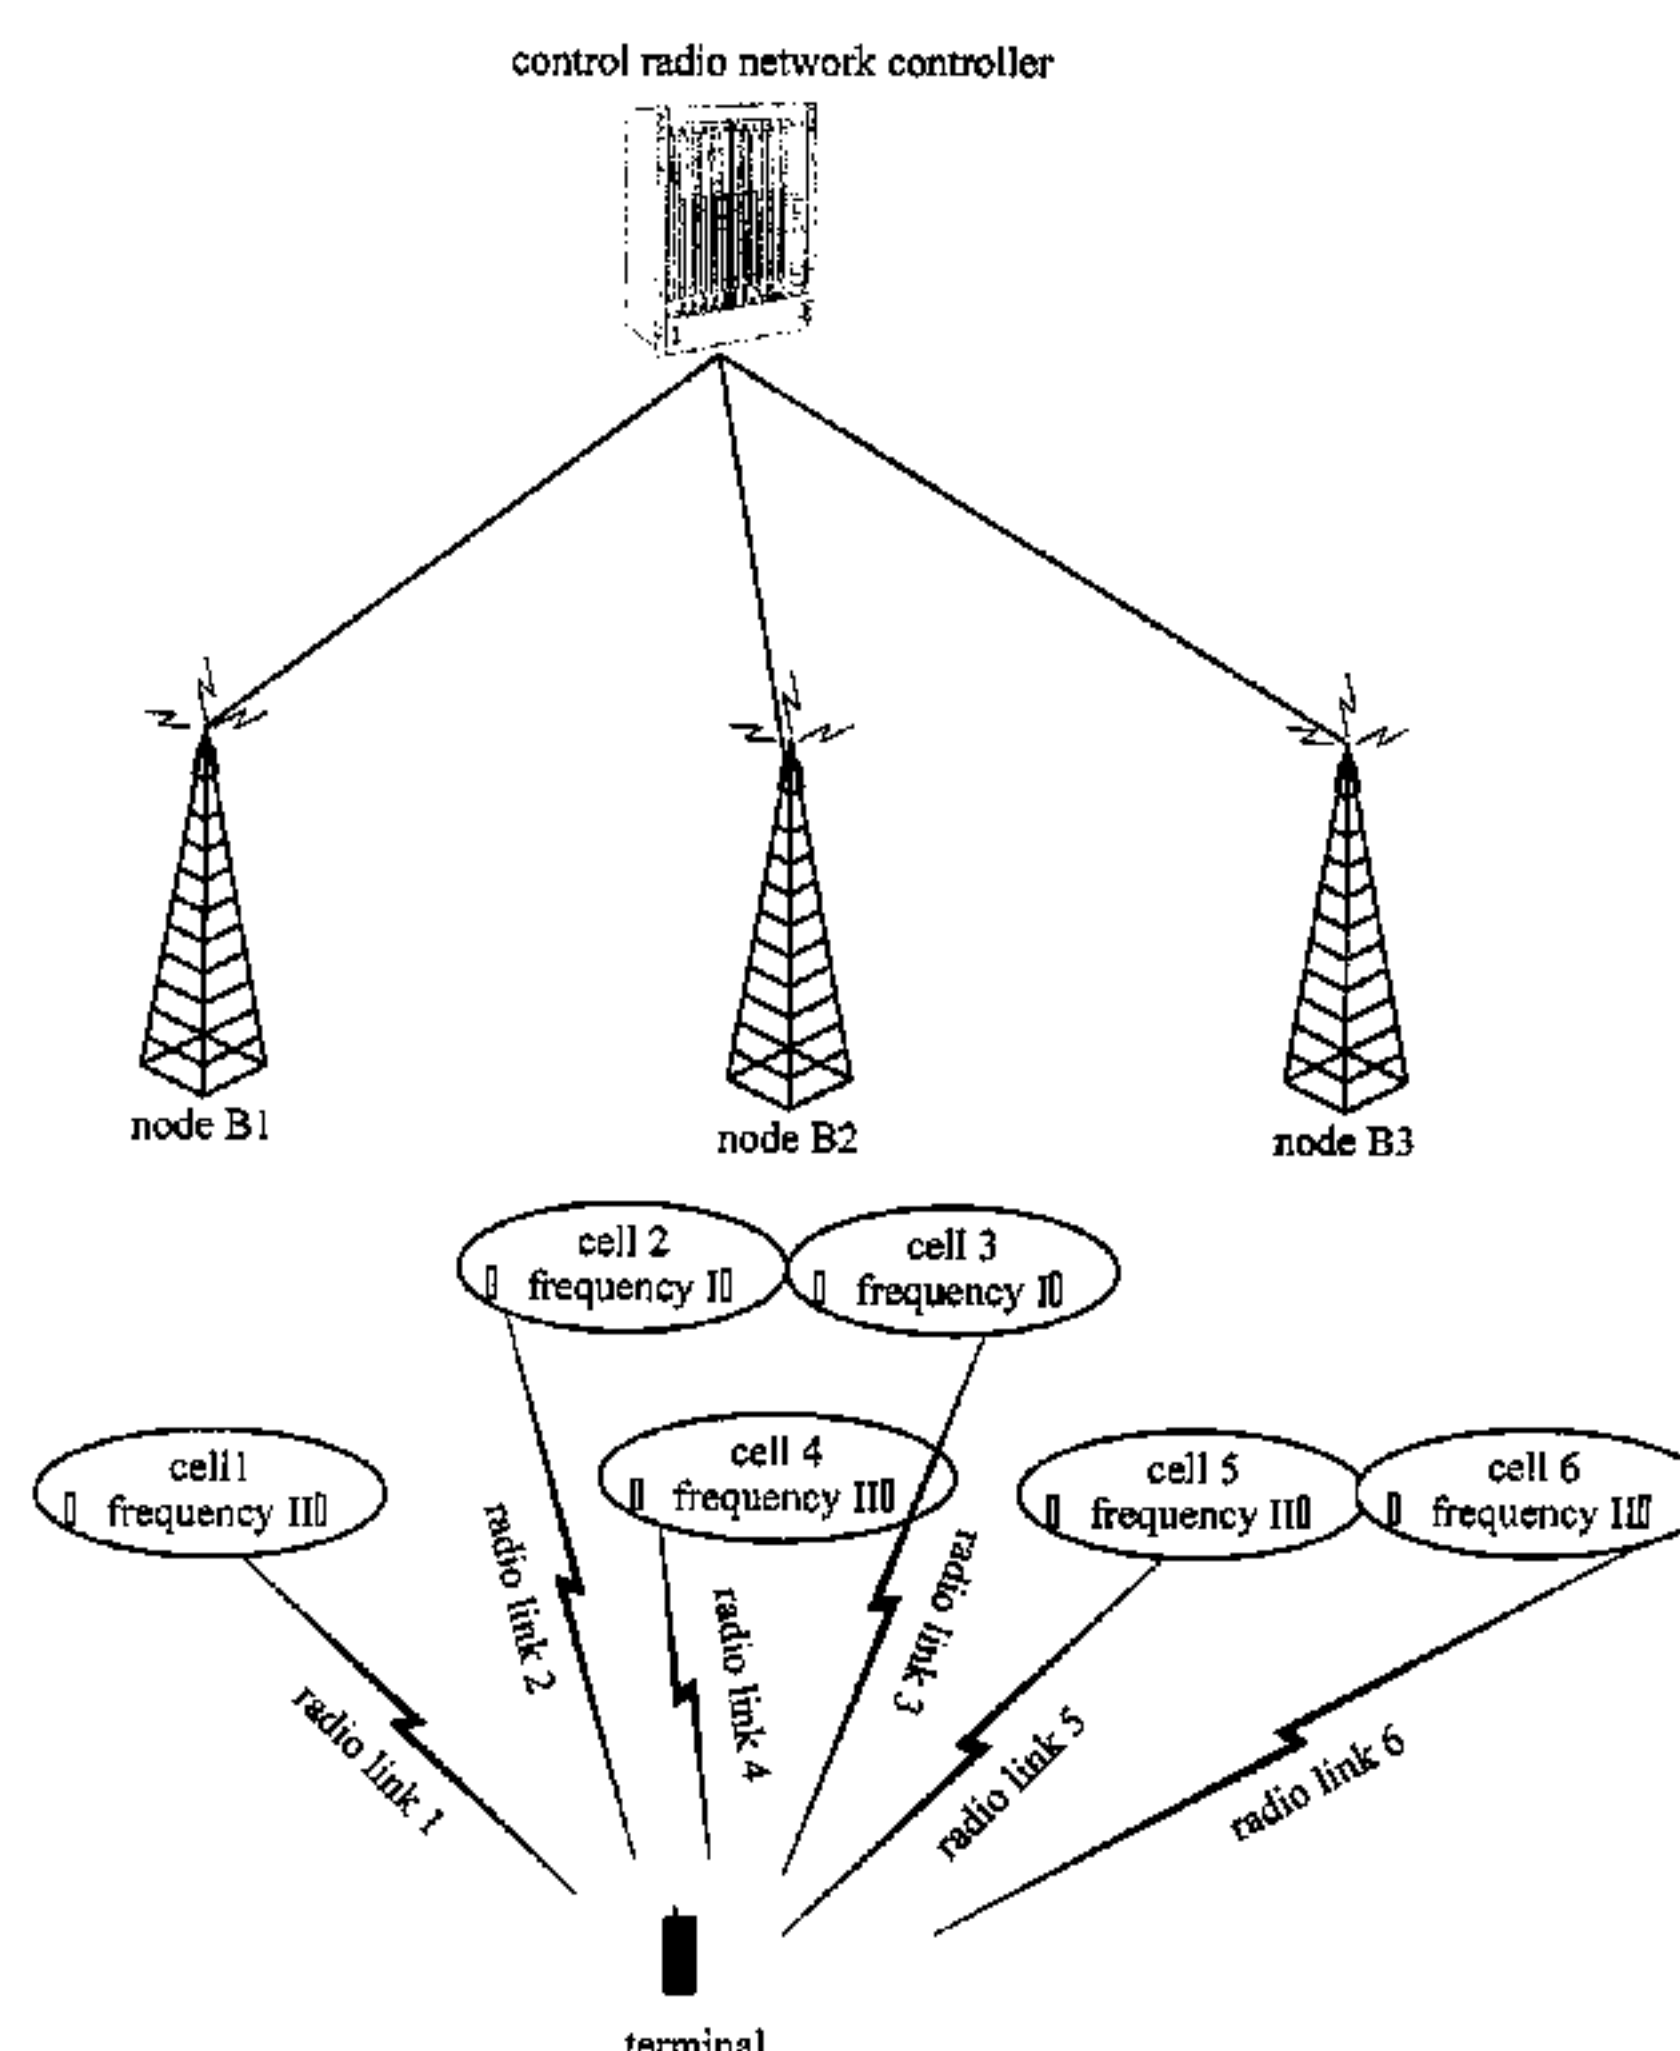 control radio network controller
node B1
node B2
node B3
cell 2
frequency I
cell 3
frequency I
cell1
frequency II
cell 4
frequency II
cell 5
frequency II
cell 6
frequency II
radio link 1
radio link 2
radio link 4
radio link 3
radio link 5
radio link 6
terminal